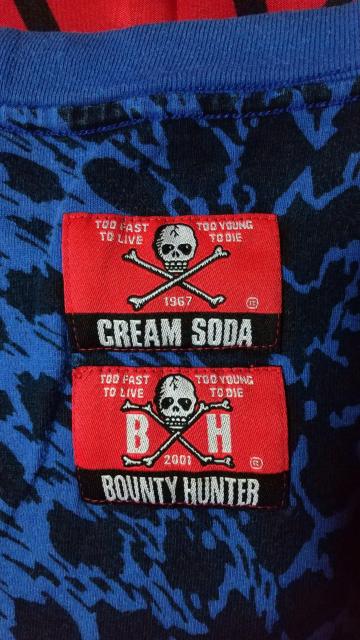 TOO FAST TOO YOUNG
TO LIVE TO DIE
1967
®
CREAM SODA
TOO FAST TOO YOUNG
TO LIVE TO DIE
B H
2001
®
BOUNTY HUNTER